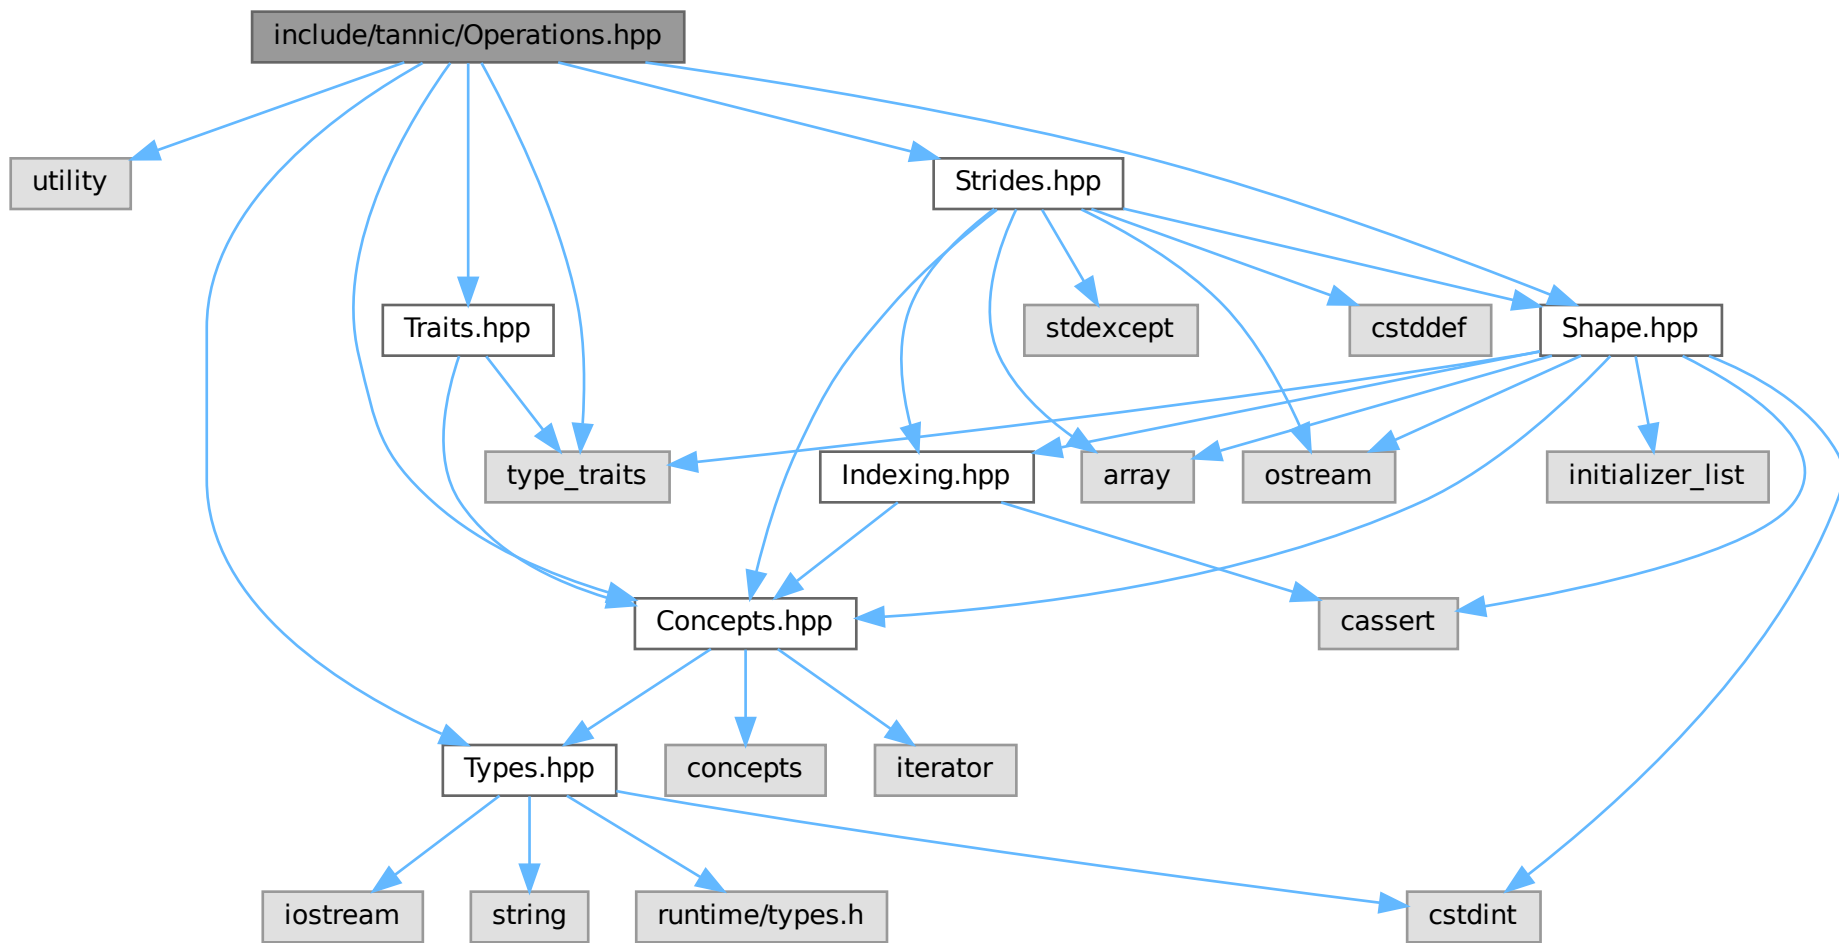 include/tannic/Operations.hpp
utility
Strides.hpp
Traits.hpp
stdexcept
cstddef
Shape.hpp
type_traits
Indexing.hpp
array
ostream
initializer_list
Concepts.hpp
cassert
Types.hpp
concepts
iterator
iostream
string
runtime/types.h
cstdint